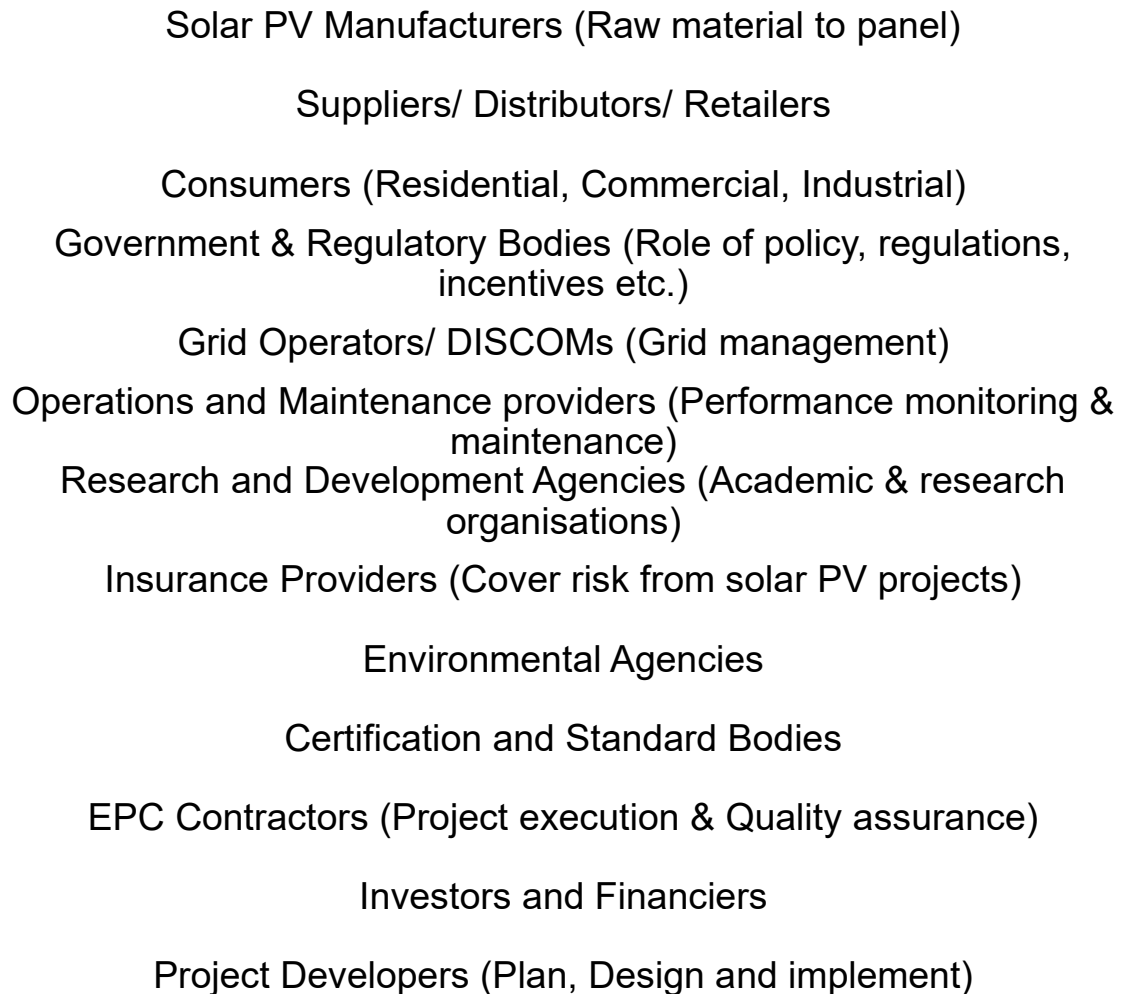 Solar PV Manufacturers (Raw material to panel)
Suppliers/ Distributors/ Retailers
Consumers (Residential, Commercial, Industrial)
Government & Regulatory Bodies (Role of policy, regulations,
incentives etc.)
Grid Operators/ DISCOMs (Grid management)
Operations and Maintenance providers (Performance monitoring &
maintenance)
Research and Development Agencies (Academic & research
organisations)
Insurance Providers (Cover risk from solar PV projects)
Environmental Agencies
Certification and Standard Bodies
EPC Contractors (Project execution & Quality assurance)
Investors and Financiers
Project Developers (Plan, Design and implement)